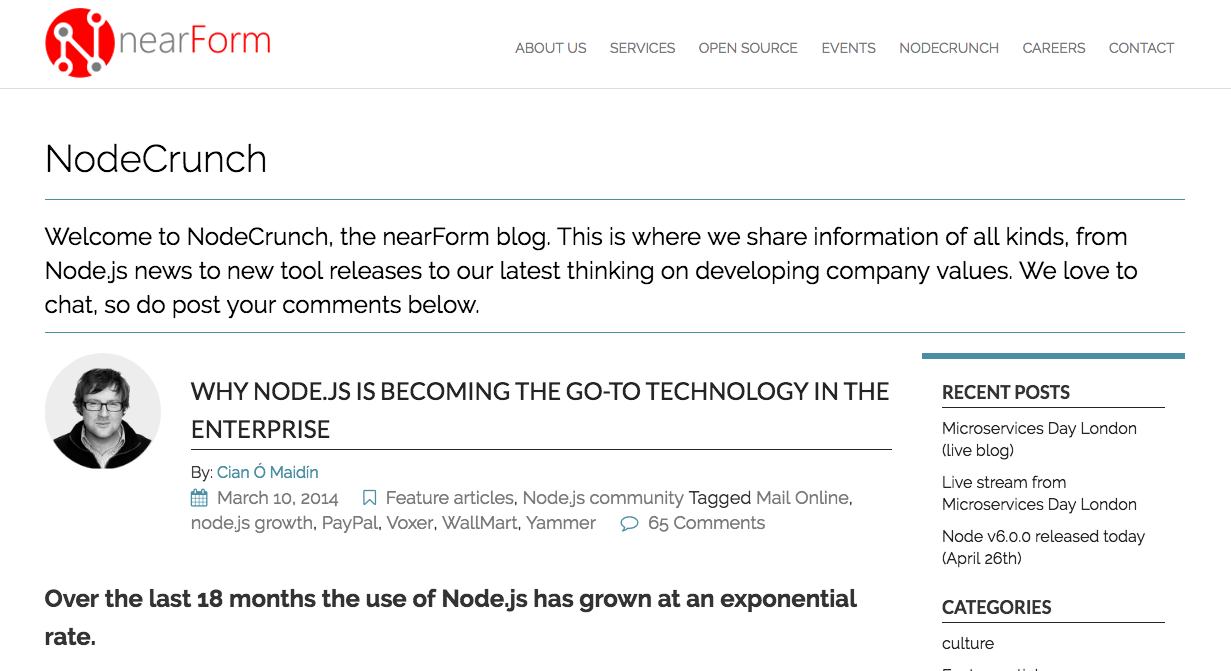 nearForm
ABOUT US SERVICES OPEN SOURCE EVENTS NODECRUNCH CAREERS CONTACT
NodeCrunch
Welcome to NodeCrunch, the nearForm blog. This is where we share information of all kinds, from
Node.js news to new tool releases to our latest thinking on developing company values. We love to
chat, so do post your comments below.
WHY NODE.JS IS BECOMING THE GO-TO TECHNOLOGY IN THE
ENTERPRISE
By: Cian Ó Maidín
March 10, 2014 Feature articles, Node.js community Tagged Mail Online,
node.js growth, PayPal, Voxer, WallMart, Yammer 65 Comments
Over the last 18 months the use of Node.js has grown at an exponential
rate.
RECENT POSTS
Microservices Day London
(live blog)
Live stream from
Microservices Day London
Node v6.0.0 released today
(April 26th)
CATEGORIES
culture